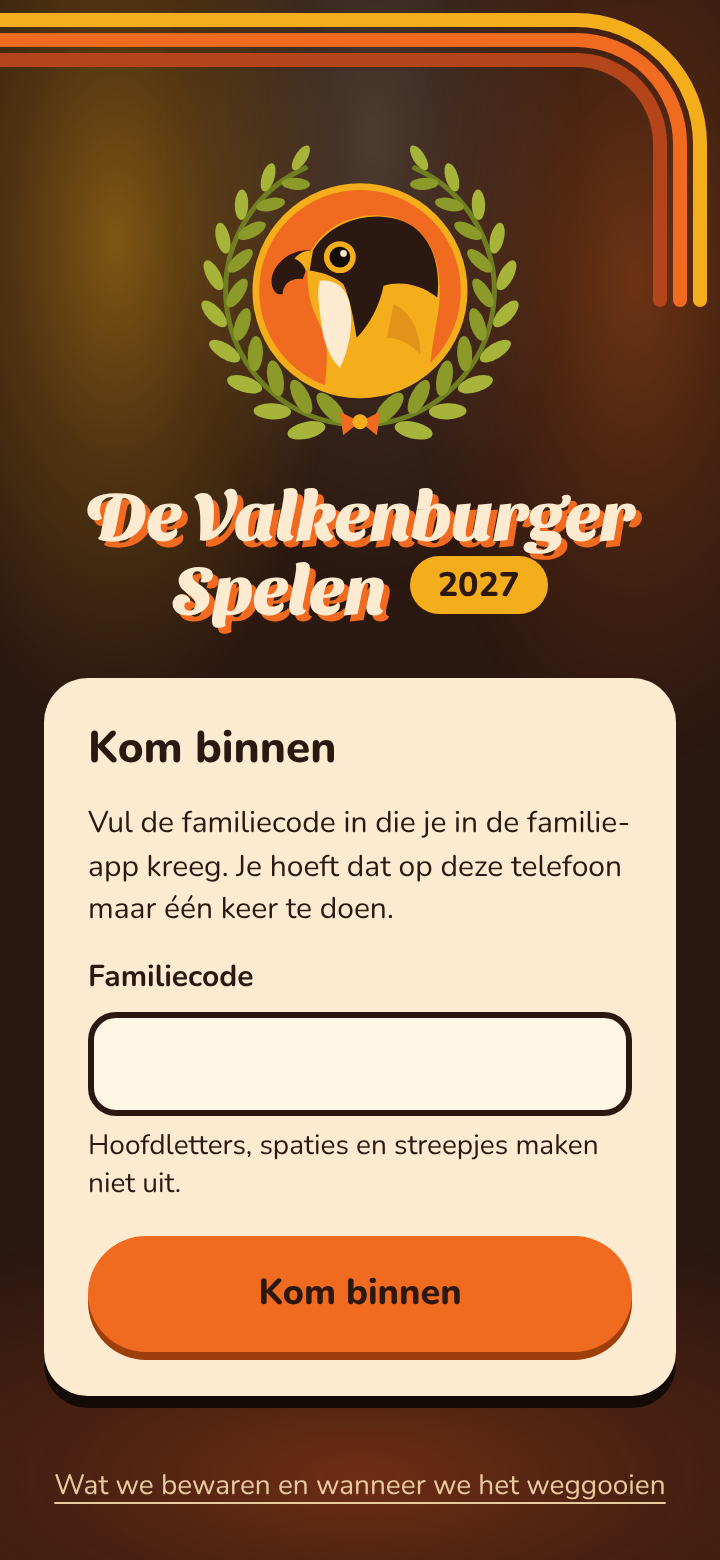 De Valkenburger
Spelen 2027
Kom binnen
Vul de familiecode in die je in de familie-
app kreeg. Je hoeft dat op deze telefoon
maar één keer te doen.
Familiecode
Hoofdletters, spaties en streepjes maken
niet uit.
Kom binnen
Wat we bewaren en wanneer we het weggooien